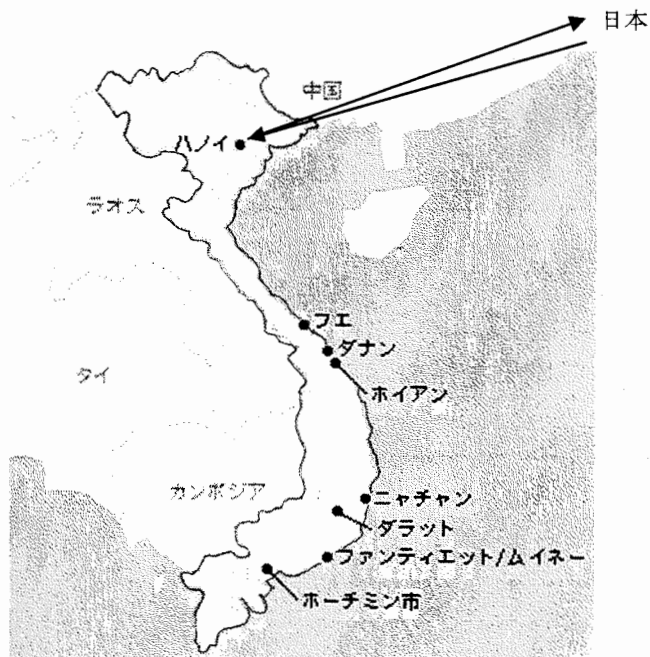 日本
中国
ハノイ
ラオス
フエ
ダナン
ホイアン
タイ
カンボジア
ニャチャン
ダラット
ファンティエット/ムイネー
ホーチミン市